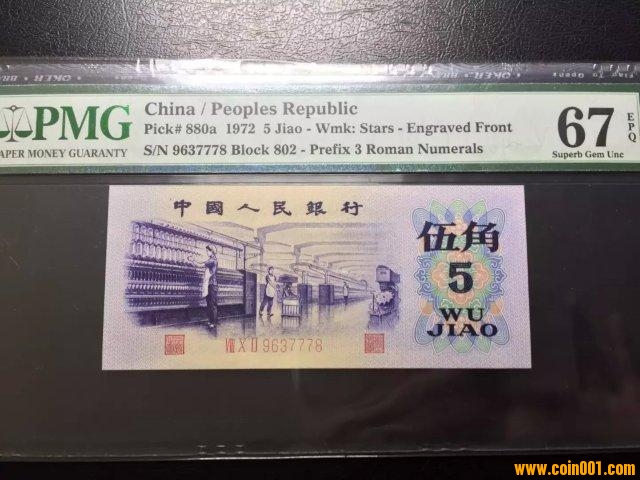 PMG
PAPER MONEY GUARANTY
China / Peoples Republic
Pick# 880a 1972 5 Jiao - Wmk: Stars - Engraved Front
S/N 9637778 Block 802 - Prefix 3 Roman Numerals
67 EPQ
Superb Gem Unc
中國人民銀行
伍角
5
WU
JIAO
Ⅷ Ⅹ Ⅱ 9637778
www.coin001.com